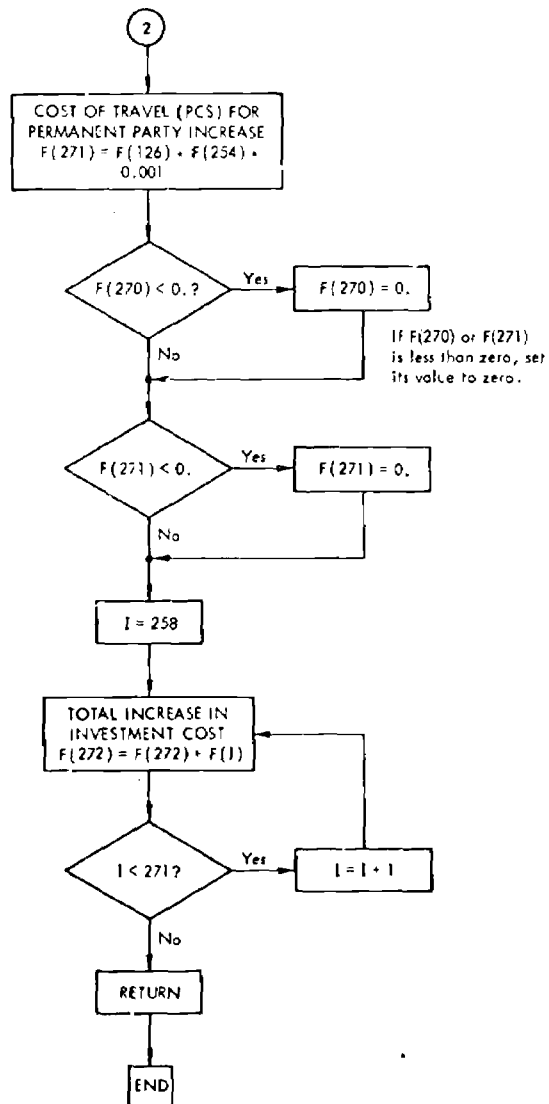 2
COST OF TRAVEL (PCS) FOR
PERMANENT PARTY INCREASE
F(271) = F(126) * F(254) *
0.001
F(270) < 0.?
Yes
F(270) = 0.
If F(270) or F(271)
is less than zero, set
its value to zero.
No
F(271) < 0.
Yes
F(271) = 0.
No
I = 258
TOTAL INCREASE IN
INVESTMENT COST
F(272) = F(272) + F(I)
I < 271?
Yes
I = I + 1
No
RETURN
END